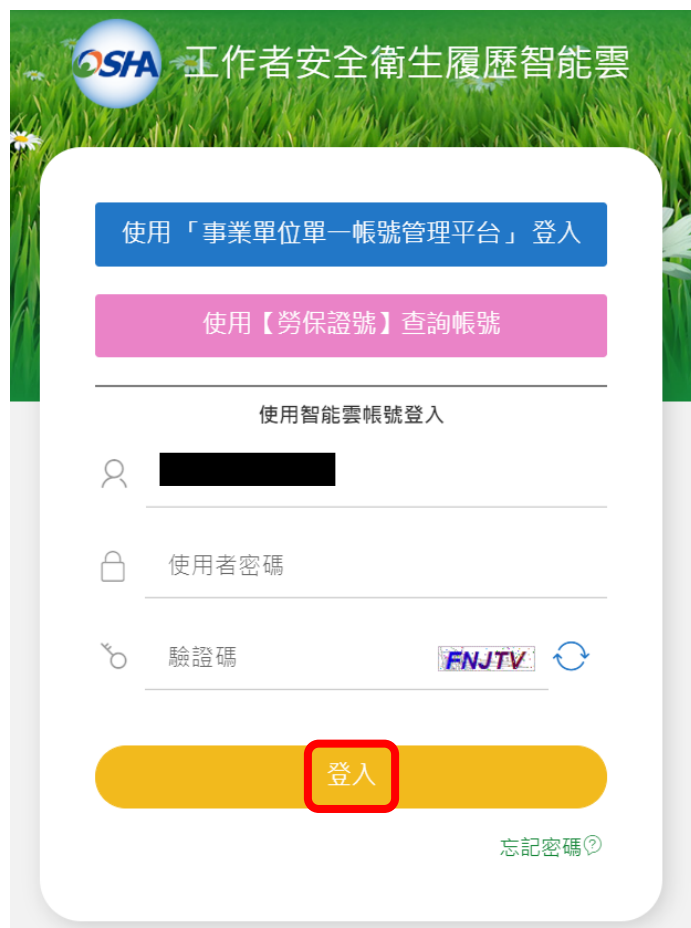 OSHA 工作者安全衛生履歷智能雲
使用「事業單位單一帳號管理平台」登入
使用【勞保證號】查詢帳號
使用智能雲帳號登入
使用者密碼
驗證碼 FNJTV
登入
忘記密碼?